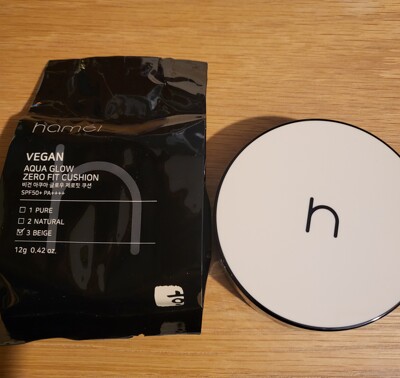 hamel
VEGAN
AQUA GLOW
ZERO FIT CUSHION
비건 아쿠아 글로우 제로핏 쿠션
SPF50+ PA++++
1 PURE
2 NATURAL
3 BEIGE
12g 0.42 oz.
h
h